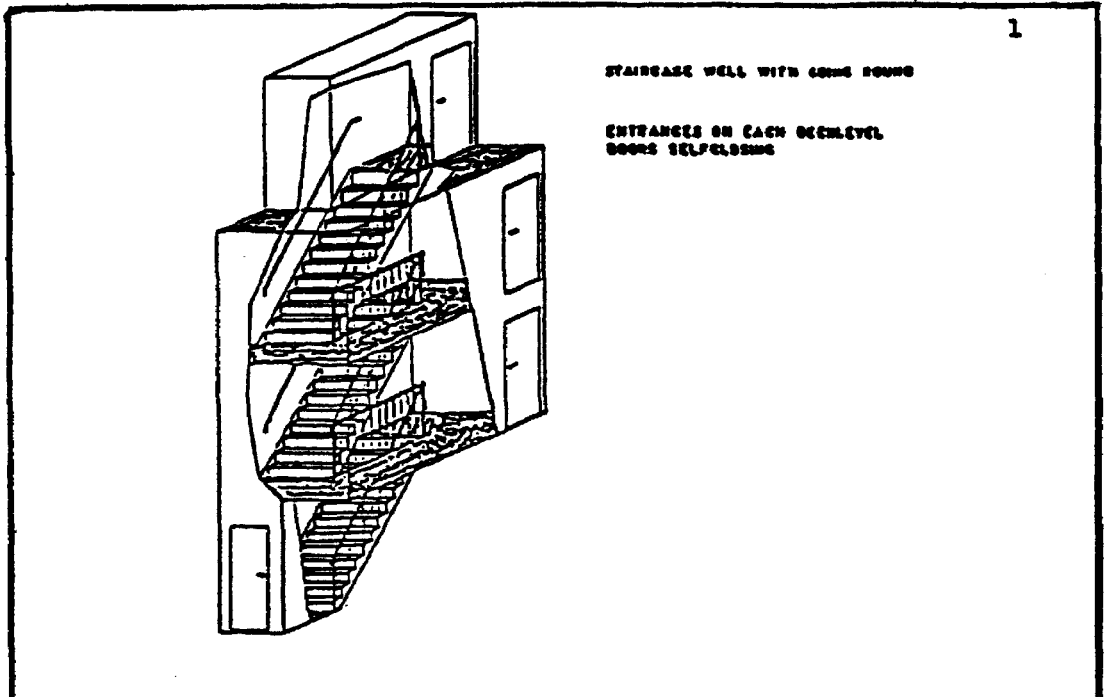 1
STAIRCASE WELL WITH GOING ROUND
ENTRANCES ON EACH DECKLEVEL
DOORS SELFCLOSING